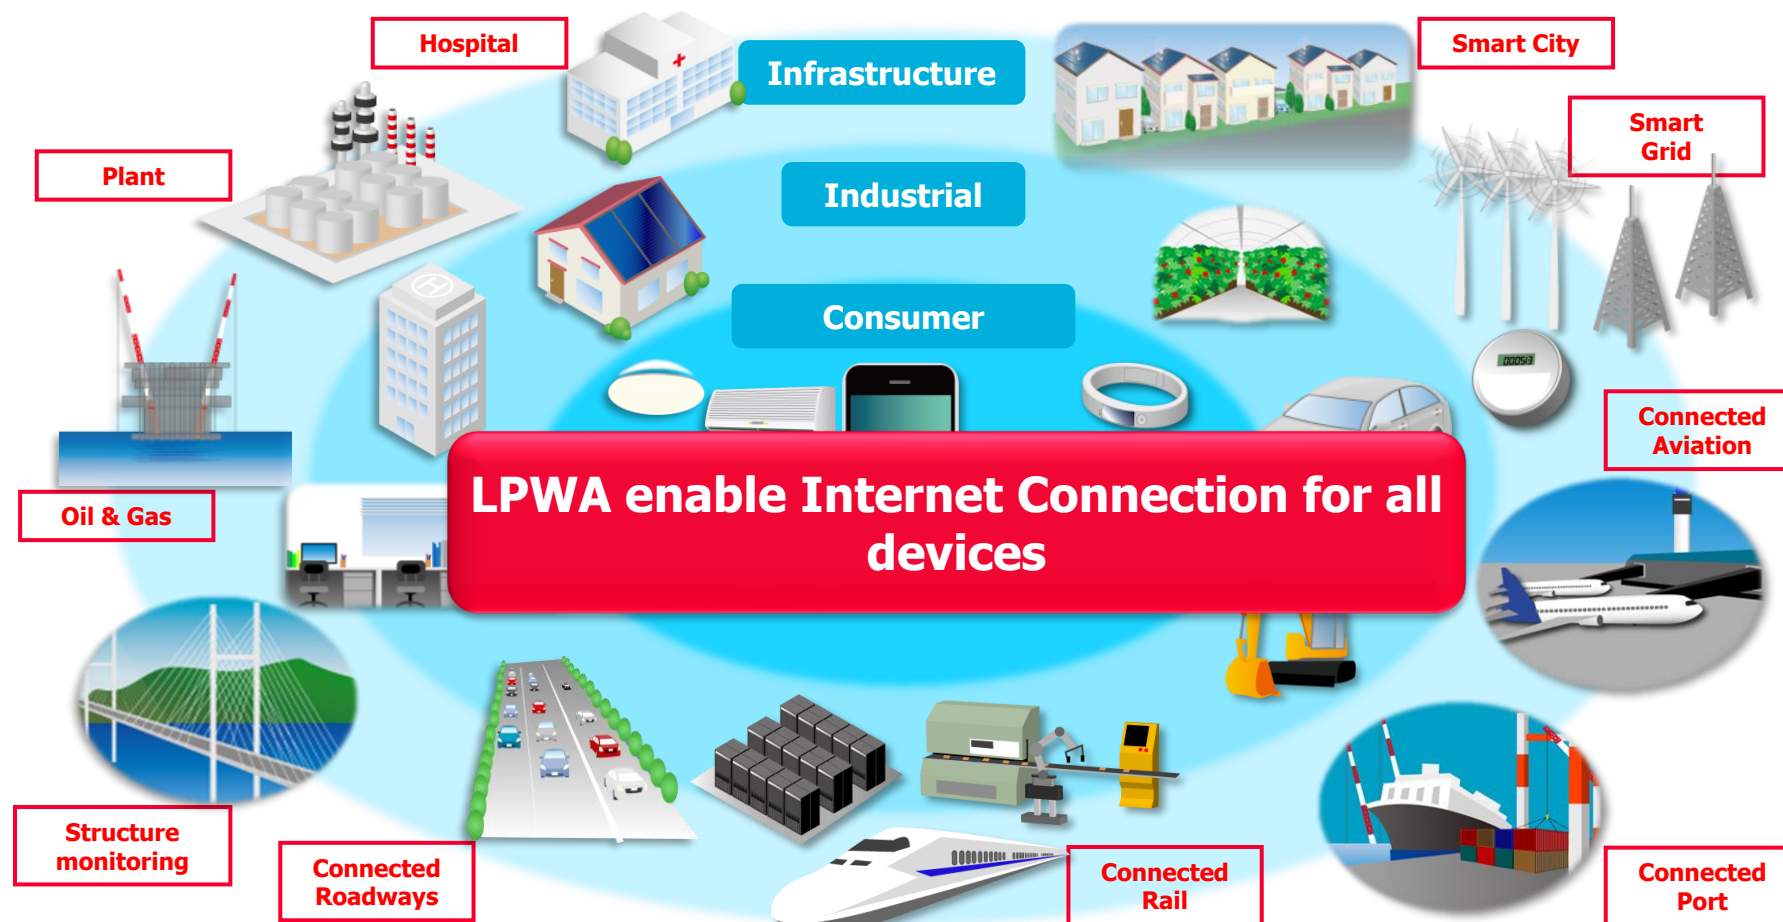 Hospital
Infrastructure
Smart City
Smart
Grid
Plant
Industrial
Consumer
000513
Connected
Aviation
LPWA enable Internet Connection for all
devices
Oil & Gas
Structure
monitoring
Connected
Roadways
Connected
Rail
Connected
Port
H